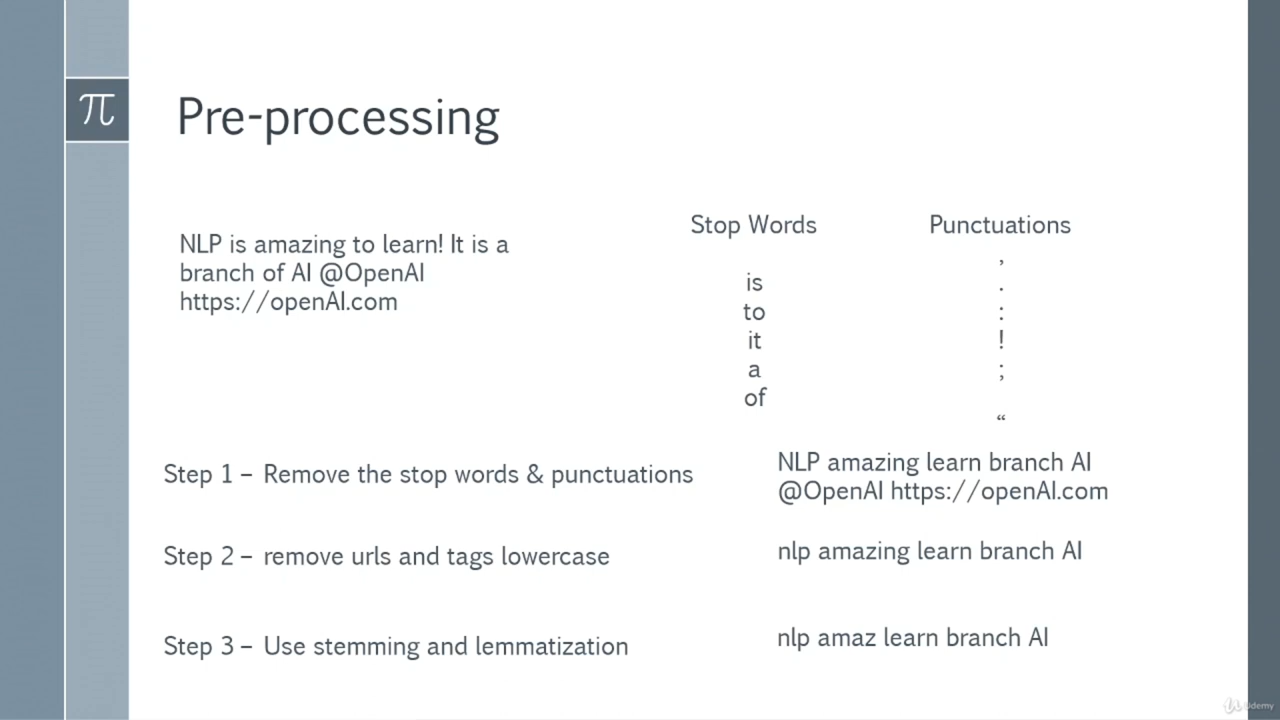 π
Pre-processing
NLP is amazing to learn! It is a
branch of AI @OpenAI
https://openAI.com
Stop Words
is
to
it
a
of
Punctuations
,
.
:
!
;
“
Step 1 – Remove the stop words & punctuations
NLP amazing learn branch AI
@OpenAI https://openAI.com
Step 2 – remove urls and tags lowercase
nlp amazing learn branch AI
Step 3 – Use stemming and lemmatization
nlp amaz learn branch AI
Udemy